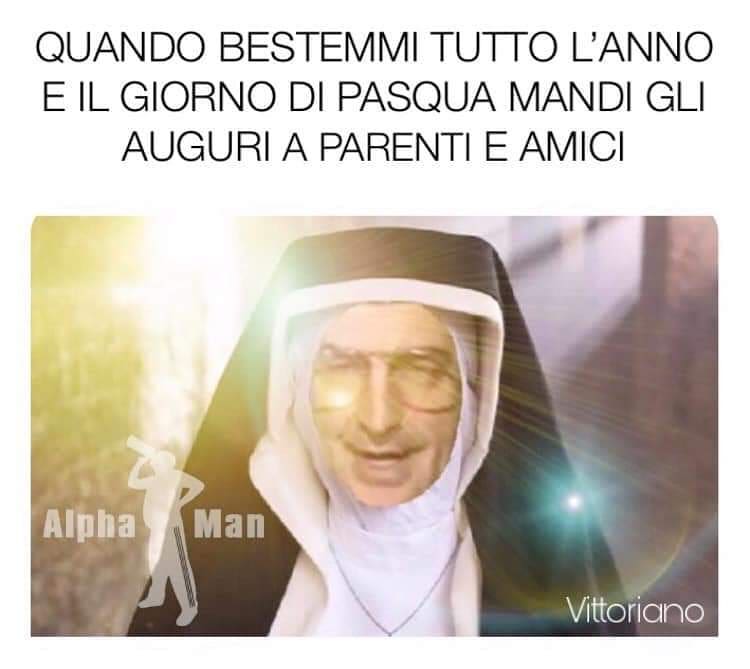 QUANDO BESTEMMI TUTTO L'ANNO
E IL GIORNO DI PASQUA MANDI GLI
AUGURI A PARENTI E AMICI
Alpha Man
Vittoriano